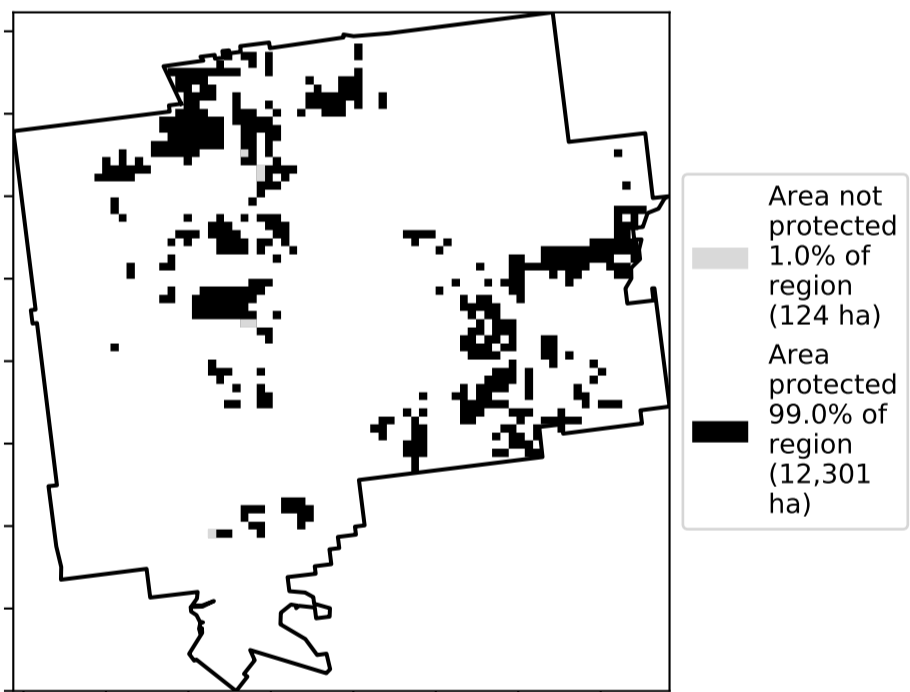 Area not
protected
1.0% of
region
(124 ha)
Area
protected
99.0% of
region
(12,301
ha)